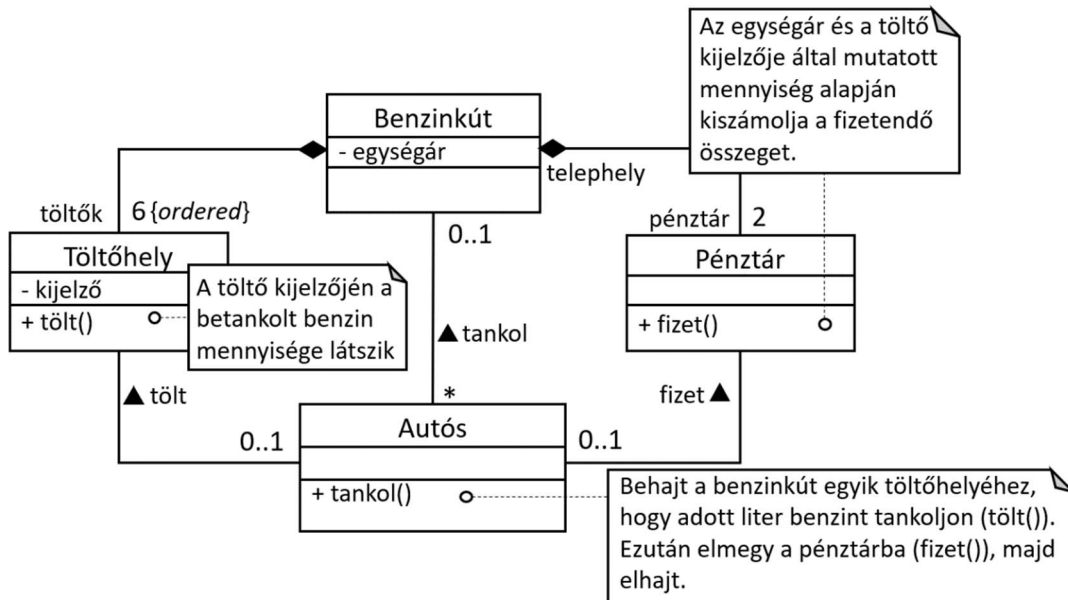 Az egységár és a töltő
kijelzője által mutatott
mennyiség alapján
kiszámolja a fizetendő
összeget.
Benzinkút
- egységár
telephely
töltők
6 {ordered}
0..1
pénztár
2
Töltőhely
- kijelző
+ tölt()
A töltő kijelzőjén a
betankolt benzin
mennyisége látszik
Pénztár
+ fizet()
▲ tankol
▲ tölt
fizet ▲
*
0..1
0..1
Autós
+ tankol()
Behajt a benzinkút egyik töltőhelyéhez,
hogy adott liter benzint tankoljon (tölt()).
Ezután elmegy a pénztárba (fizet()), majd
elhajt.